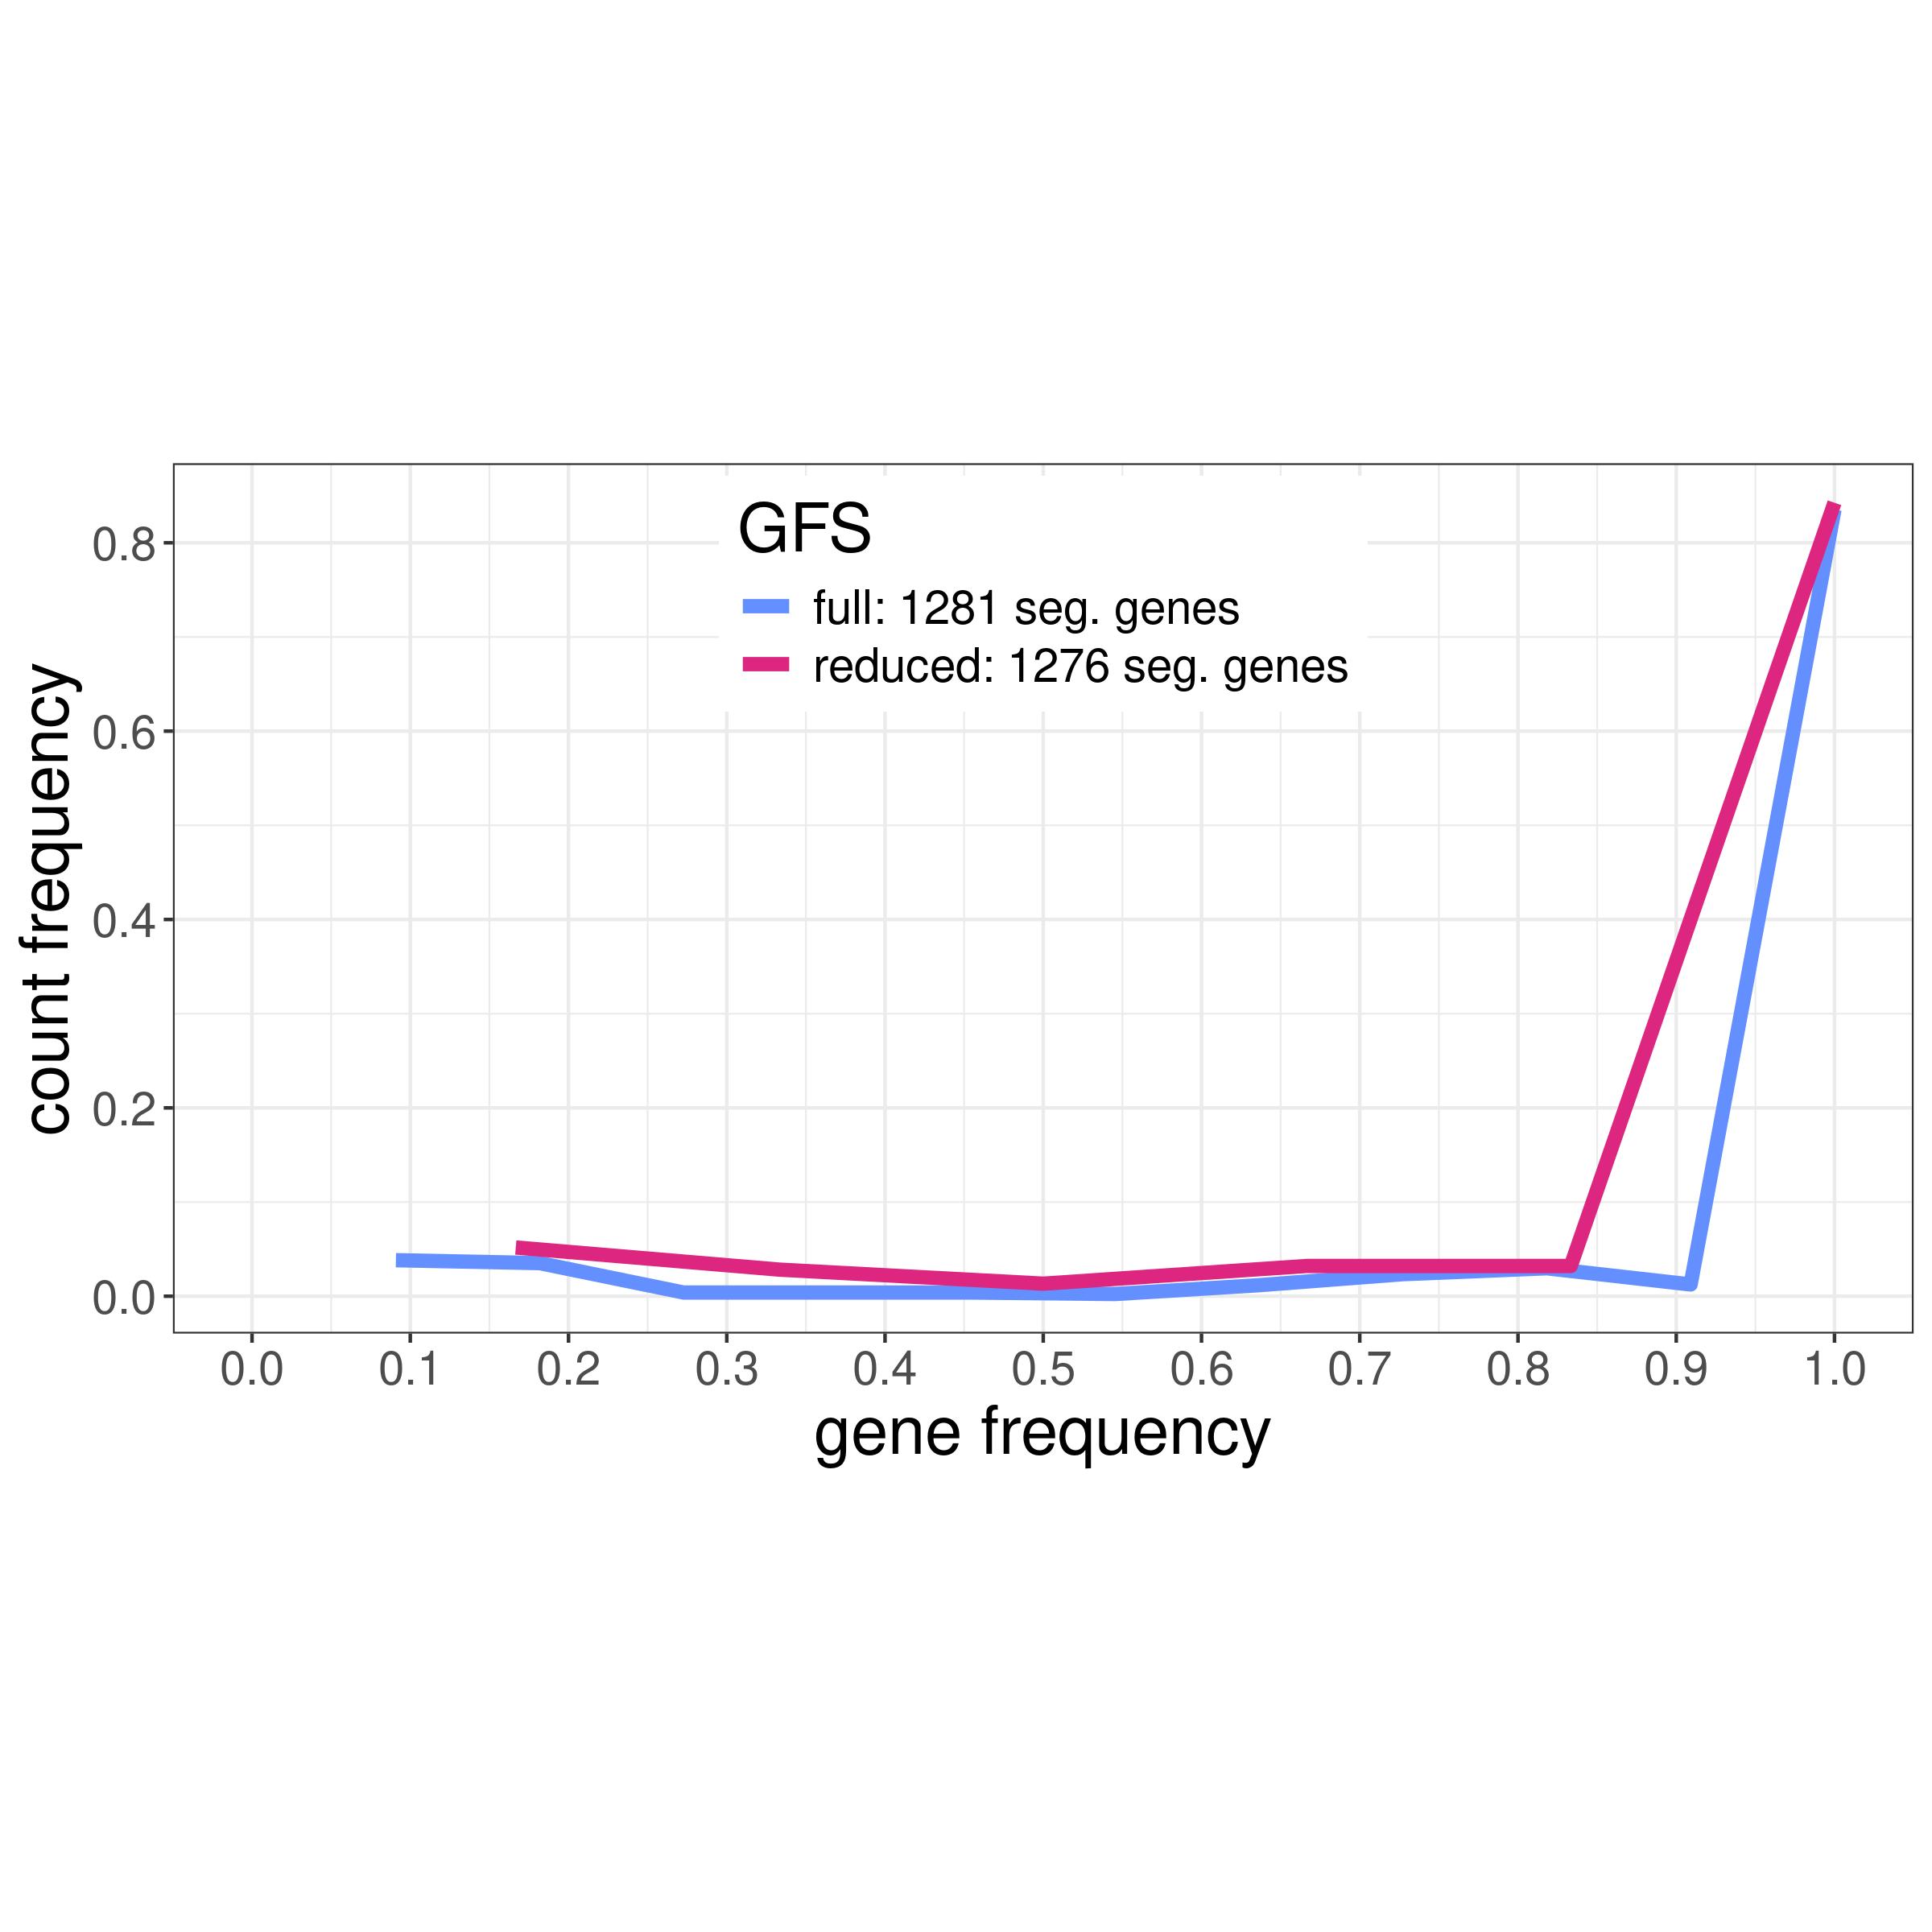 GFS
full: 1281 seg. genes
reduced: 1276 seg. genes
count frequency
0.8
0.6
0.4
0.2
0.0
0.0 0.1 0.2 0.3 0.4 0.5 0.6 0.7 0.8 0.9 1.0
gene frequency